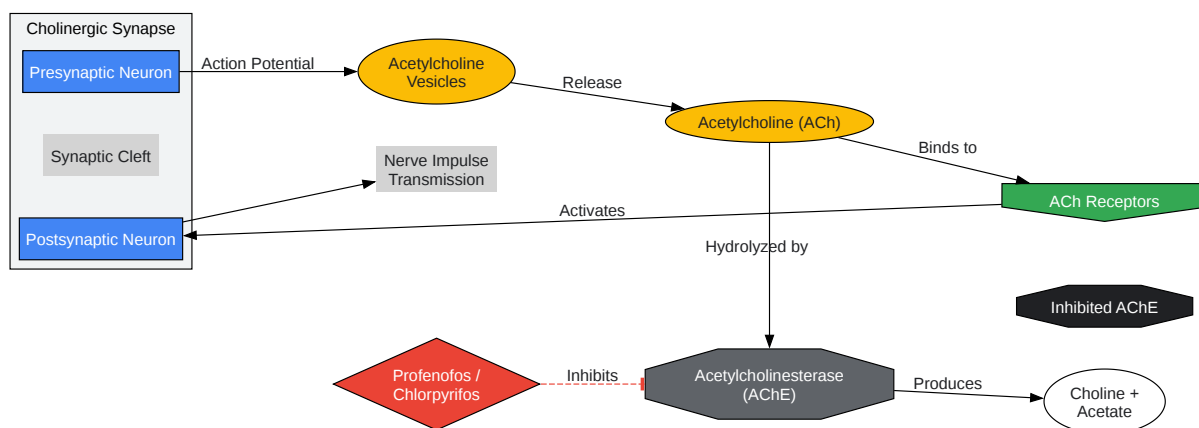 Cholinergic Synapse
Presynaptic Neuron
Action Potential
Acetylcholine
Vesicles
Release
Acetylcholine (ACh)
Binds to
ACh Receptors
Synaptic Cleft
Nerve Impulse
Transmission
Activates
Postsynaptic Neuron
Hydrolyzed by
Inhibited AChE
Profenofos /
Chlorpyrifos
Inhibits
Acetylcholinesterase
(AChE)
Produces
Choline +
Acetate